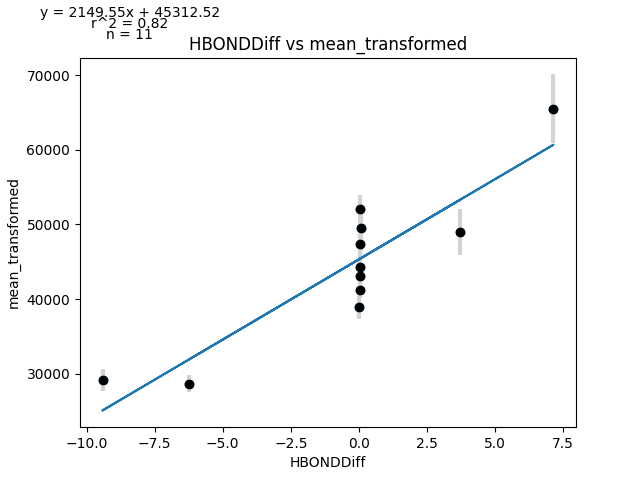 y = 2149.55x + 45312.52
r^2 = 0.82
n = 11
HBONDDiff vs mean_transformed
70000
60000
50000
40000
30000
mean_transformed
−10.0 −7.5 −5.0 −2.5 0.0 2.5 5.0 7.5
HBONDDiff